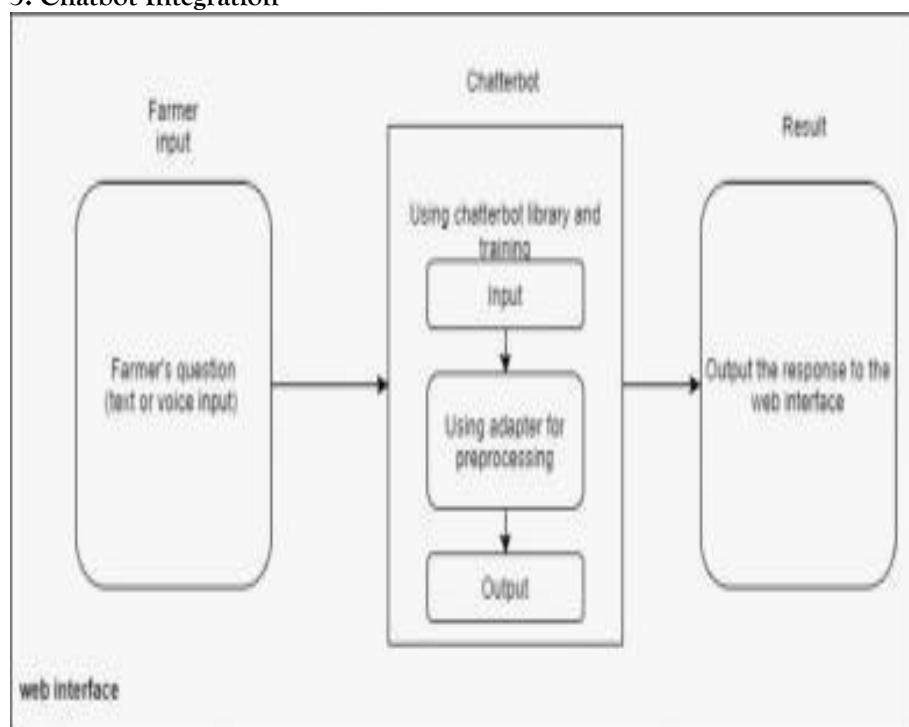 3. Chatbot Integration
Farmer
input
Farmer's question
(text or voice input)
Chatterbot
Using chatterbot library and
training
Input
Using adapter for
preprocessing
Output
Result
Output the response to the
web interface
web interface